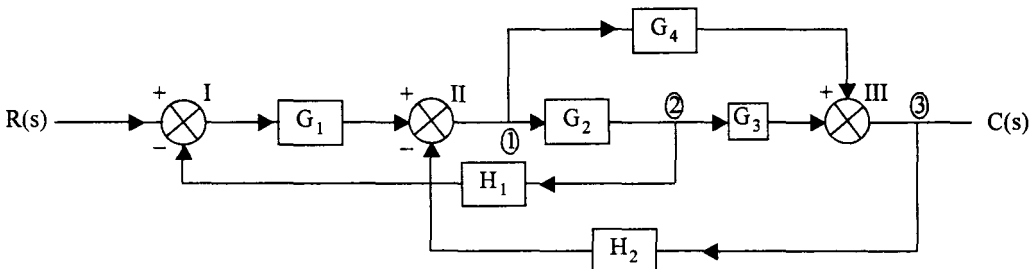 G₄
+ I + II + III
R(s) G₁ ① G₂ ② G₃ ③ C(s)
− −
H₁
H₂